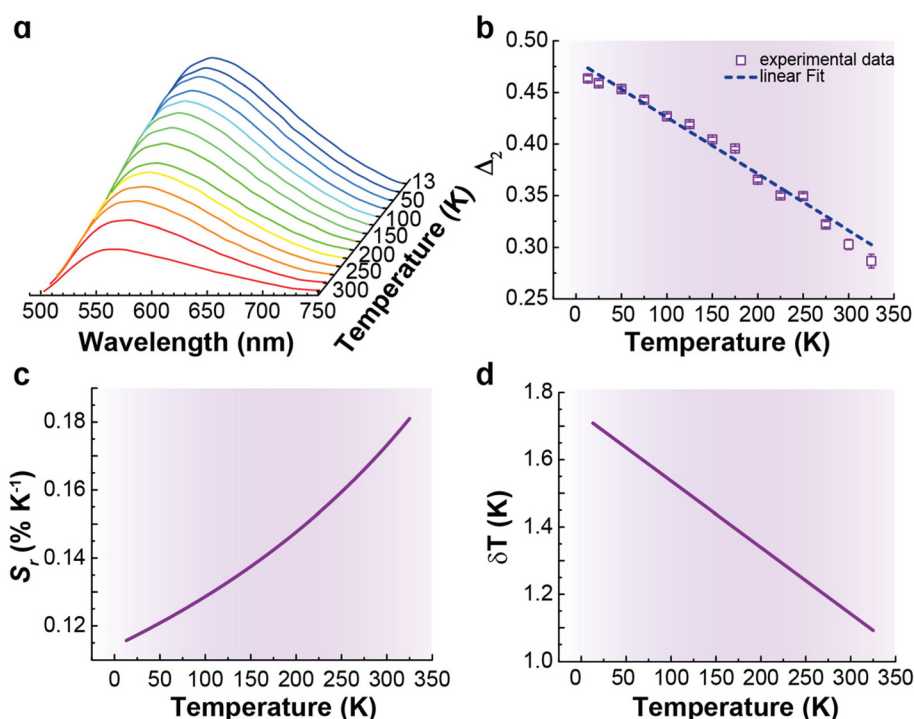 a
13
50
100
150
200
250
300
Temperature (K)
500 550 600 650 700 750
Wavelength (nm)
b
0.50
0.45
0.40
0.35
0.30
0.25
Δ₂
experimental data
linear Fit
0 50 100 150 200 250 300 350
Temperature (K)
c
0.18
0.16
0.14
0.12
Sᵣ (% K⁻¹)
0 50 100 150 200 250 300 350
Temperature (K)
d
1.8
1.6
1.4
1.2
1.0
δT (K)
0 50 100 150 200 250 300 350
Temperature (K)